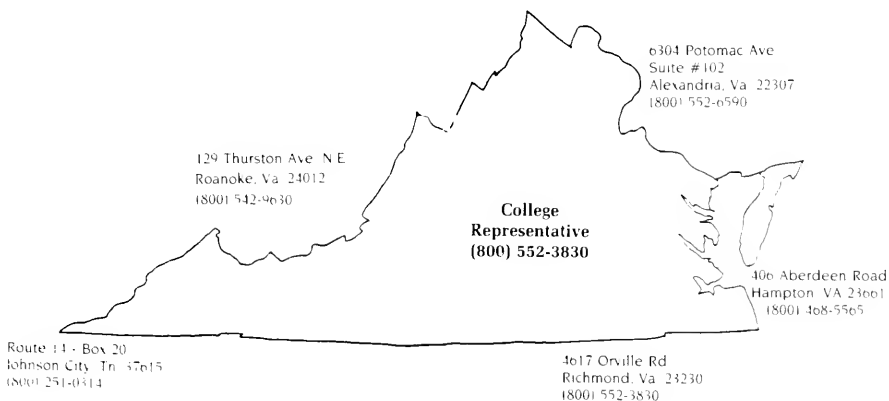 6304 Potomac Ave
Suite #102
Alexandria, Va 22307
(800) 552-6590
129 Thurston Ave N E
Roanoke, Va 24012
(800) 542-9630
College
Representative
(800) 552-3830
406 Aberdeen Road
Hampton VA 23661
(800) 468-5565
Route 14 - Box 20
Johnson City Tn 37615
(800) 251-0314
4617 Orville Rd
Richmond, Va 23230
(800) 552-3830